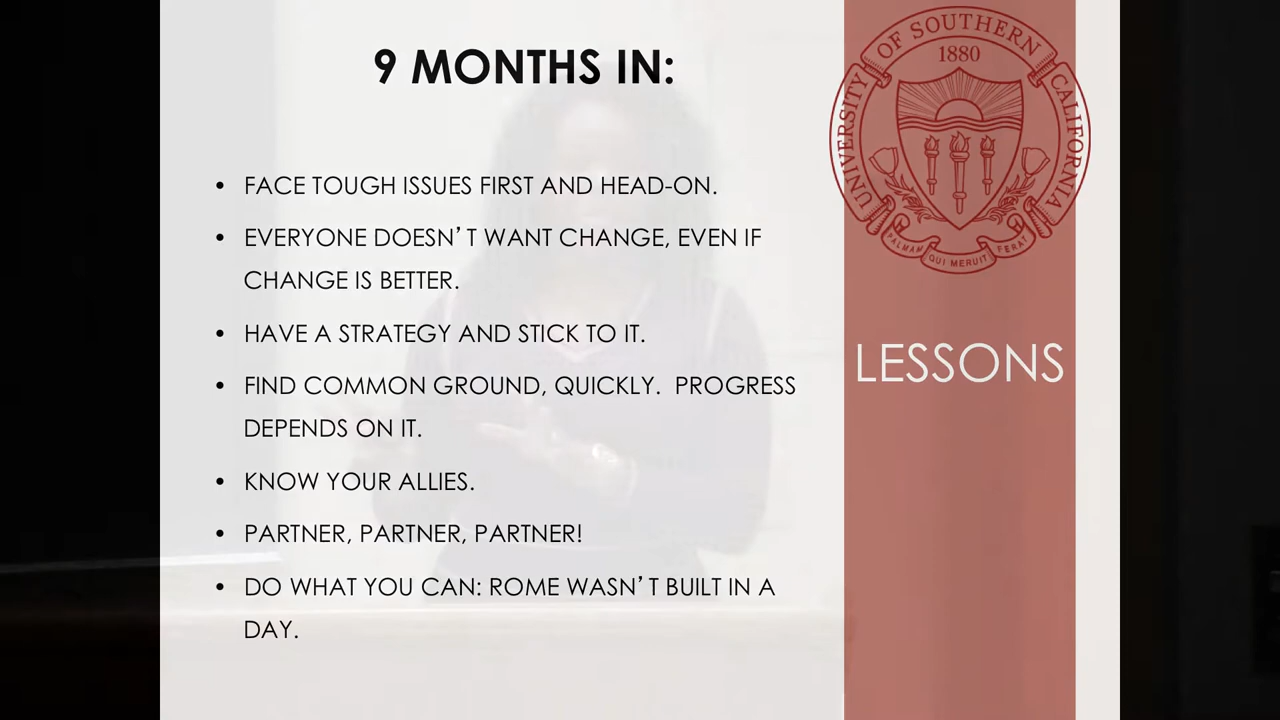 9 MONTHS IN:
• FACE TOUGH ISSUES FIRST AND HEAD-ON.
• EVERYONE DOESN’T WANT CHANGE, EVEN IF
CHANGE IS BETTER.
• HAVE A STRATEGY AND STICK TO IT.
• FIND COMMON GROUND, QUICKLY. PROGRESS
DEPENDS ON IT.
• KNOW YOUR ALLIES.
• PARTNER, PARTNER, PARTNER!
• DO WHAT YOU CAN: ROME WASN’T BUILT IN A
DAY.
UNIVERSITY OF SOUTHERN CALIFORNIA
1880
PALMAM QUI MERUIT FERAT
LESSONS